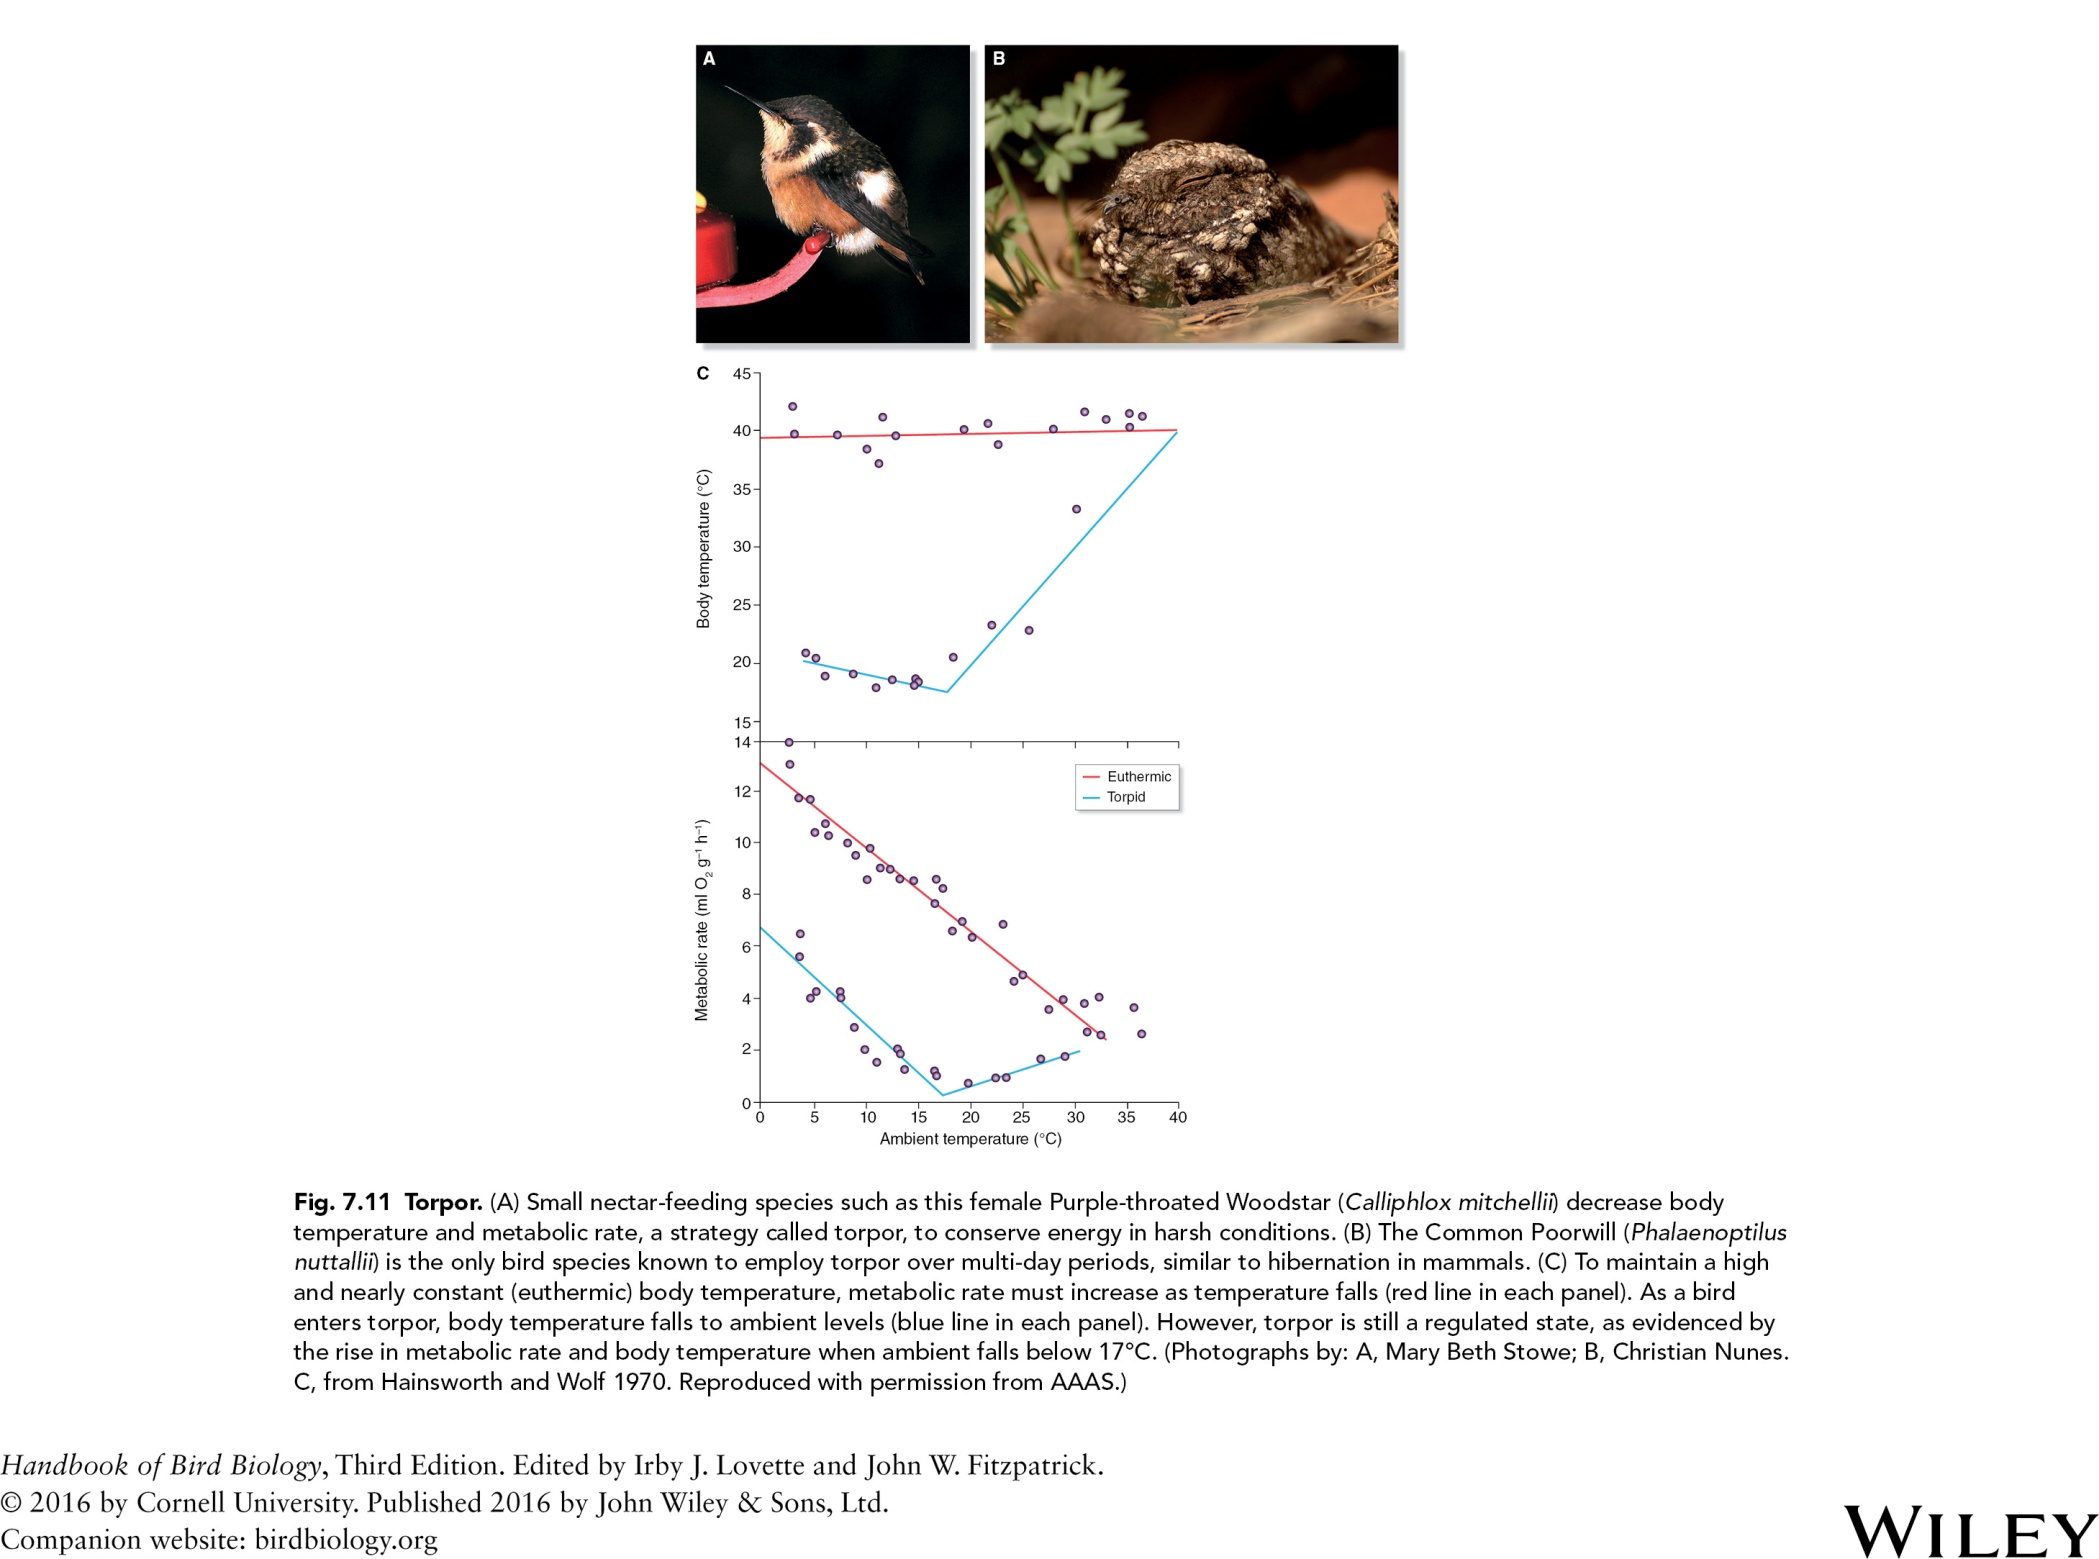 A
B
C
45
40
35
30
25
20
15
14
12
10
8
6
4
2
0
Body temperature (°C)
Metabolic rate (ml O₂ g⁻¹ h⁻¹)
Euthermic
Torpid
0 5 10 15 20 25 30 35 40
Ambient temperature (°C)
Fig. 7.11 Torpor. (A) Small nectar-feeding species such as this female Purple-throated Woodstar (Calliphlox mitchellii) decrease body
temperature and metabolic rate, a strategy called torpor, to conserve energy in harsh conditions. (B) The Common Poorwill (Phalaenoptilus
nuttallii) is the only bird species known to employ torpor over multi-day periods, similar to hibernation in mammals. (C) To maintain a high
and nearly constant (euthermic) body temperature, metabolic rate must increase as temperature falls (red line in each panel). As a bird
enters torpor, body temperature falls to ambient levels (blue line in each panel). However, torpor is still a regulated state, as evidenced by
the rise in metabolic rate and body temperature when ambient falls below 17°C. (Photographs by: A, Mary Beth Stowe; B, Christian Nunes.
C, from Hainsworth and Wolf 1970. Reproduced with permission from AAAS.)
Handbook of Bird Biology, Third Edition. Edited by Irby J. Lovette and John W. Fitzpatrick.
© 2016 by Cornell University. Published 2016 by John Wiley & Sons, Ltd.
Companion website: birdbiology.org
WILEY